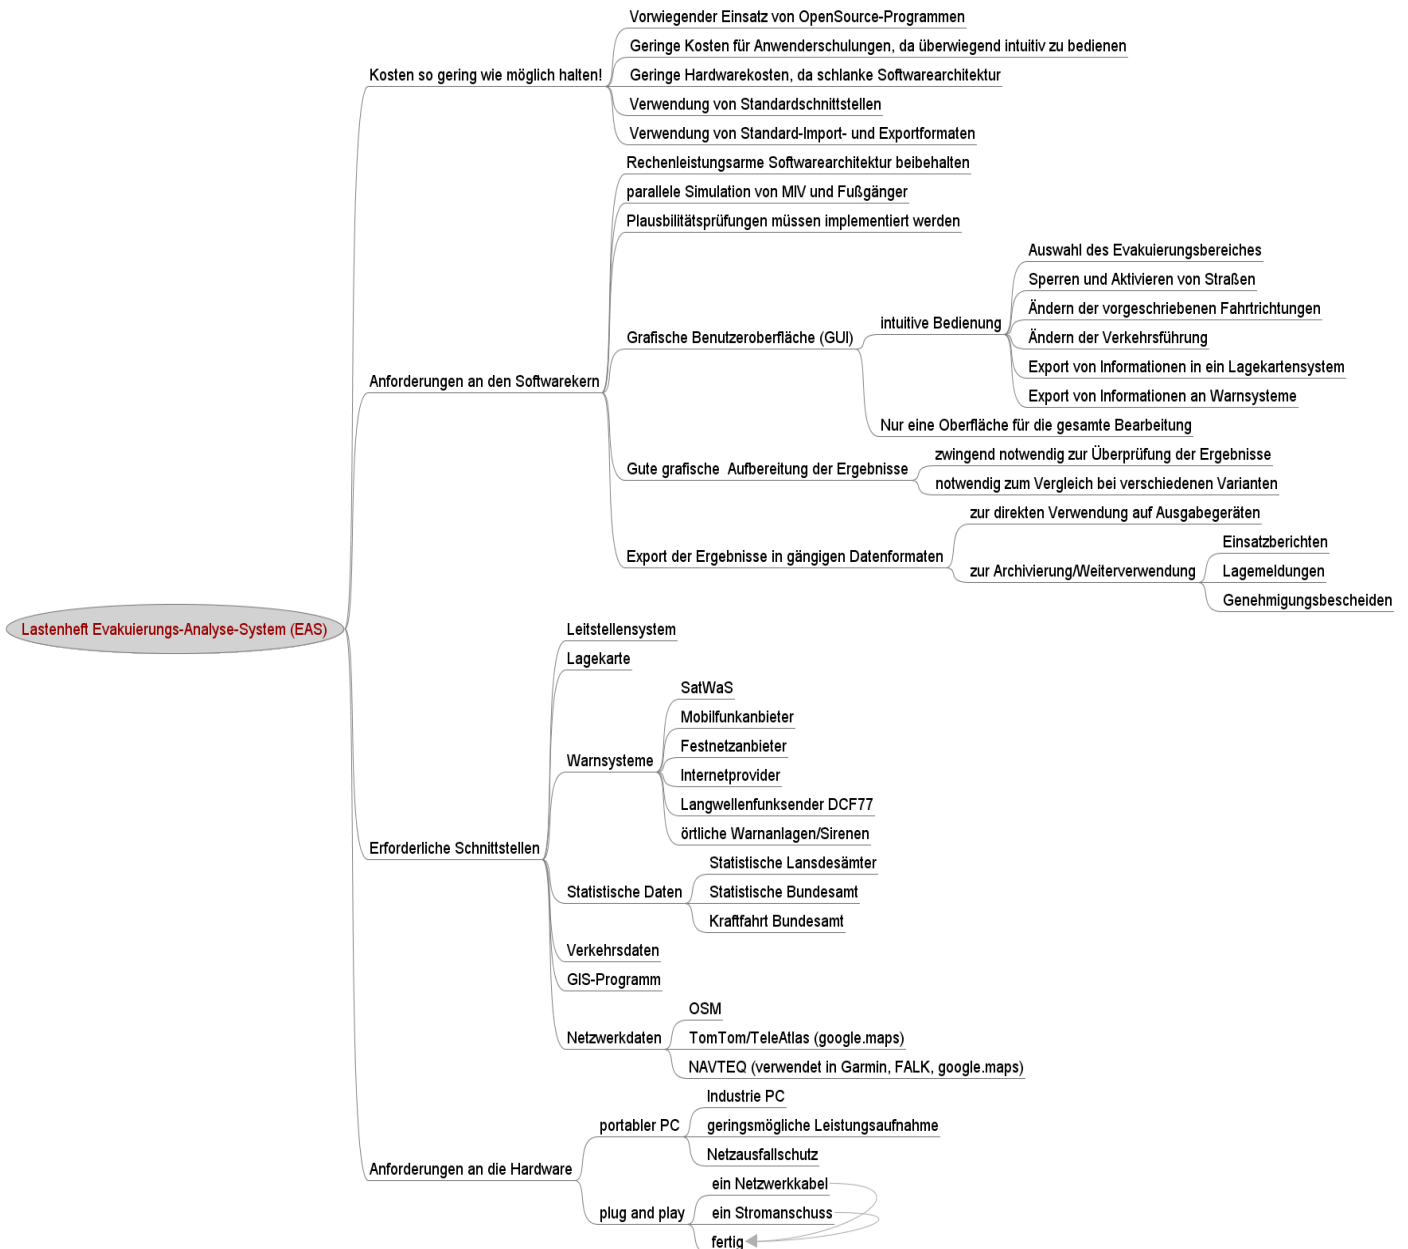 Vorwiegender Einsatz von OpenSource-Programmen
Geringe Kosten für Anwenderschulungen, da überwiegend intuitiv zu bedienen
Kosten so gering wie möglich halten!
Geringe Hardwarekosten, da schlanke Softwarearchitektur
Verwendung von Standardschnittstellen
Verwendung von Standard-Import- und Exportformaten
Rechenleistungsarme Softwarearchitektur beibehalten
parallele Simulation von MIV und Fußgänger
Plausbilitätsprüfungen müssen implementiert werden
Auswahl des Evakuierungsbereiches
Sperren und Aktivieren von Straßen
Ändern der vorgeschriebenen Fahrtrichtungen
intuitive Bedienung
Grafische Benutzeroberfläche (GUI)
Ändern der Verkehrsführung
Export von Informationen in ein Lagekartensystem
Anforderungen an den Softwarekern
Export von Informationen an Warnsysteme
Nur eine Oberfläche für die gesamte Bearbeitung
zwingend notwendig zur Überprüfung der Ergebnisse
Gute grafische  Aufbereitung der Ergebnisse
notwendig zum Vergleich bei verschiedenen Varianten
zur direkten Verwendung auf Ausgabegeräten
Einsatzberichten
Export der Ergebnisse in gängigen Datenformaten
zur Archivierung/Weiterverwendung
Lagemeldungen
Genehmigungsbescheiden
Lastenheft Evakuierungs-Analyse-System (EAS)
Leitstellensystem
Lagekarte
SatWaS
Mobilfunkanbieter
Festnetzanbieter
Warnsysteme
Internetprovider
Langwellenfunksender DCF77
örtliche Warnanlagen/Sirenen
Erforderliche Schnittstellen
Statistische Lansdesämter
Statistische Daten
Statistische Bundesamt
Kraftfahrt Bundesamt
Verkehrsdaten
GIS-Programm
OSM
Netzwerkdaten
TomTom/TeleAtlas (google.maps)
NAVTEQ (verwendet in Garmin, FALK, google.maps)
Industrie PC
portabler PC
geringsmögliche Leistungsaufnahme
Netzausfallschutz
Anforderungen an die Hardware
ein Netzwerkkabel
plug and play
ein Stromanschuss
fertig